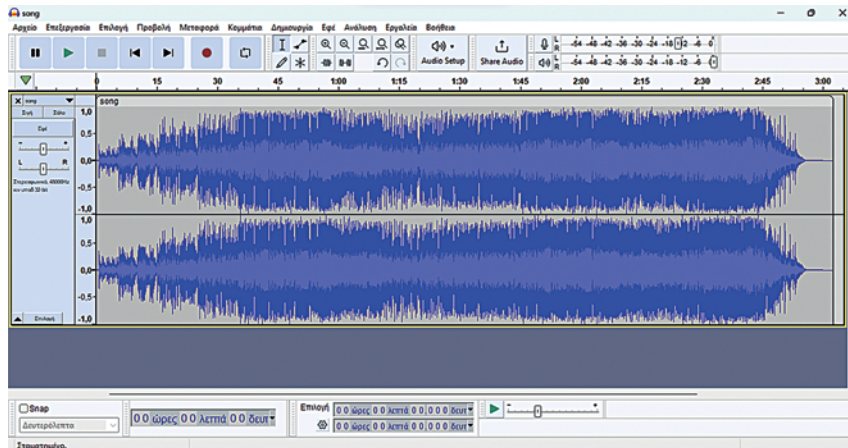 song
Αρχείο Επεξεργασία Επιλογή Προβολή Μεταφορά Κομμάτια Δημιουργία Εφέ Ανάλυση Εργαλεία Βοήθεια
Audio Setup
Share Audio
L
R
-54 -48 -42 -36 -30 -24 -18 -12 -6 0
L
R
-54 -48 -42 -36 -30 -24 -18 -12 -6 0
0 15 30 45 1:00 1:15 1:30 1:45 2:00 2:15 2:30 2:45 3:00
song
song
Σιγή Σόλο
Εφέ
- +
L R
Στερεοφωνικό, 48000Hz
1,0
0,5-
0,0-
-0,5-
-1,0
1,0
0,5-
0,0-
-0,5-
-1,0
Επιλογή
Snap
Δευτερόλεπτα
0 0 ώρες 0 0 λεπτά 0 0 δευτ
Επιλογή
0 0 ώρες 0 0 λεπτά 0 0,0 0 0 δευτ
0 0 ώρες 0 0 λεπτά 0 0,0 0 0 δευτ
- +
Σταματημένο.